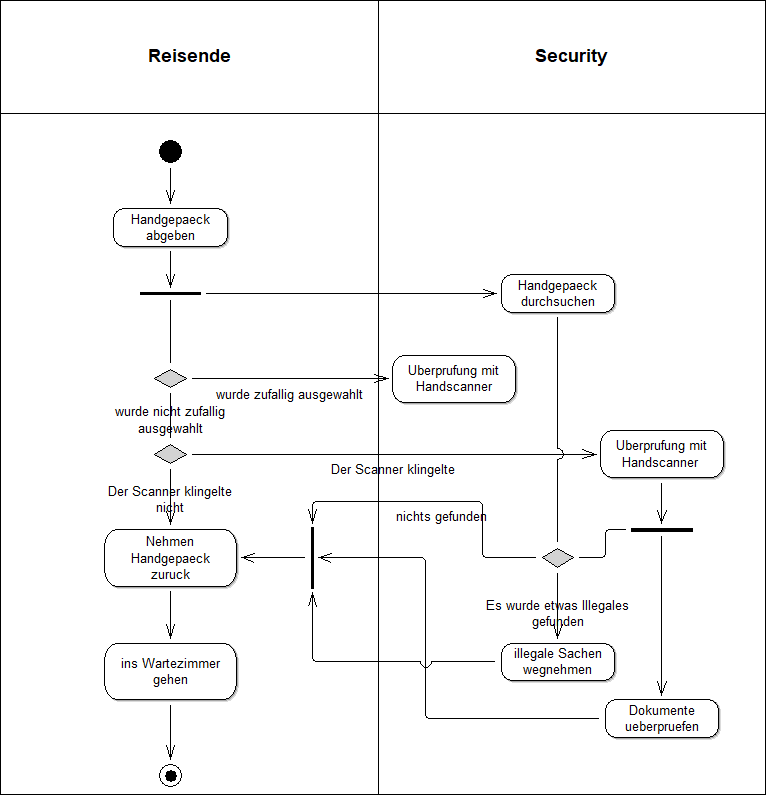 Reisende
Security
Handgepaeck
abgeben
Handgepaeck
durchsuchen
Uberprufung mit
Handscanner
wurde zufallig ausgewahlt
wurde nicht zufallig
ausgewahlt
Uberprufung mit
Handscanner
Der Scanner klingelte
Der Scanner klingelte
nicht
nichts gefunden
Nehmen
Handgepaeck
zuruck
Es wurde etwas Illegales
gefunden
ins Wartezimmer
gehen
illegale Sachen
wegnehmen
Dokumente
ueberpruefen